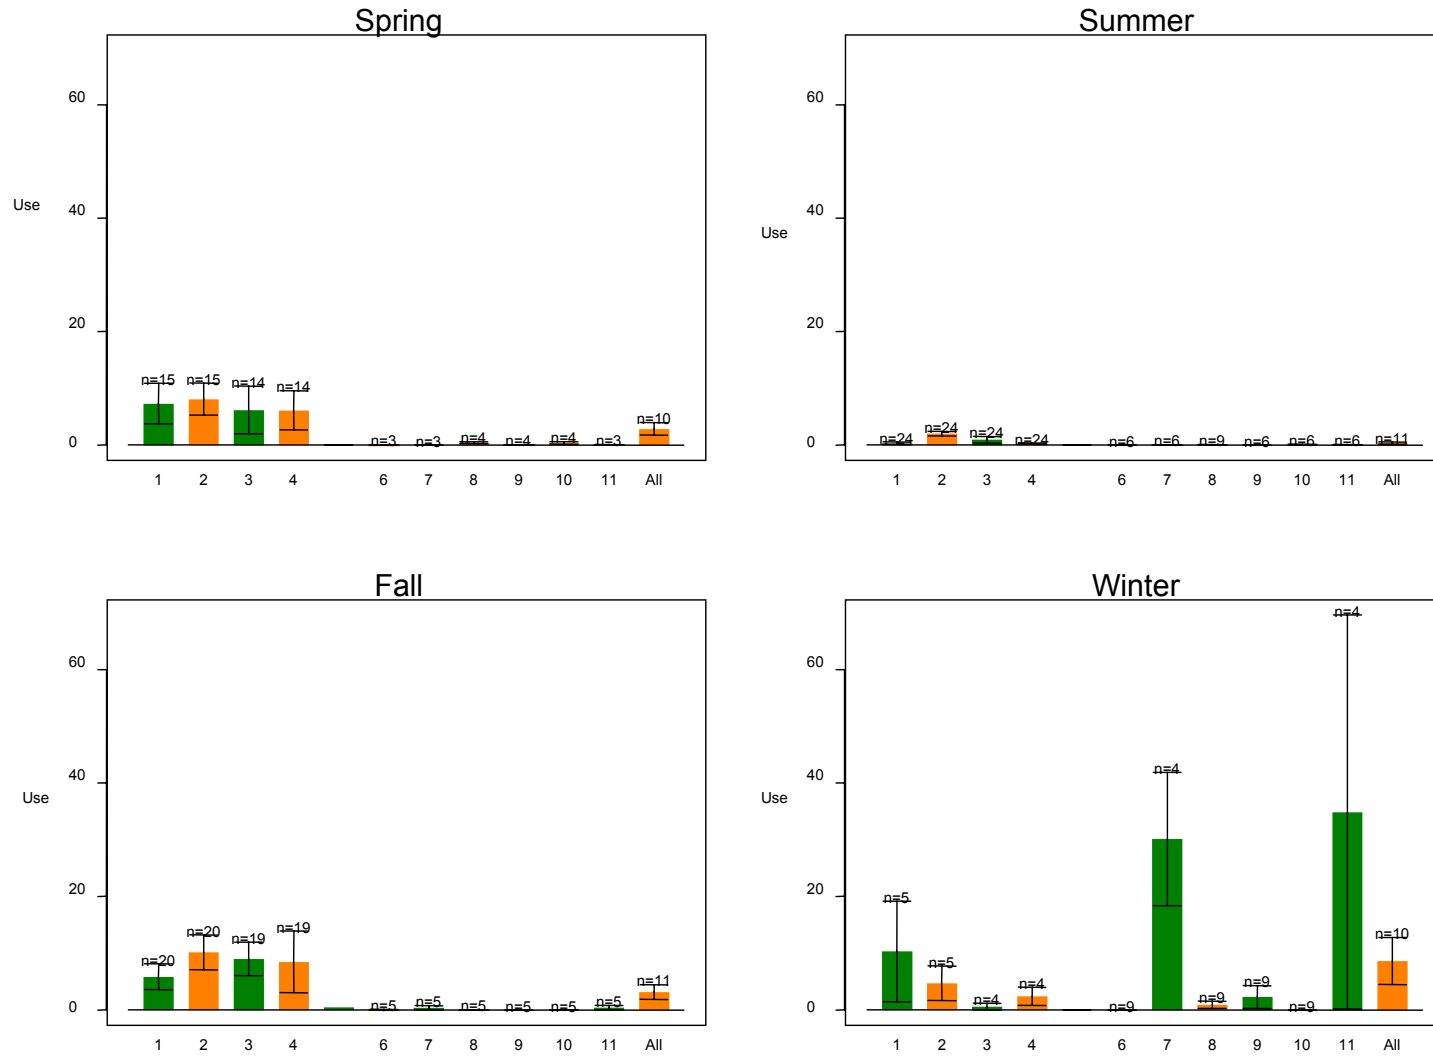 Spring
60
40
Use
20
n=15 n=15 n=14 n=14 n=3 n=3 n=4 n=4 n=4 n=3 n=10
0
1 2 3 4 6 7 8 9 10 11 All
Summer
60
40
Use
20
n=24 n=24 n=24 n=24 n=6 n=6 n=9 n=6 n=6 n=6 n=11
0
1 2 3 4 6 7 8 9 10 11 All
Fall
60
40
Use
20
n=20 n=20 n=19 n=19 n=5 n=5 n=5 n=5 n=5 n=5 n=11
0
1 2 3 4 6 7 8 9 10 11 All
Winter
60
40
Use
20
n=5 n=5 n=4 n=4 n=9 n=4 n=9 n=9 n=9 n=4 n=10
0
1 2 3 4 6 7 8 9 10 11 All